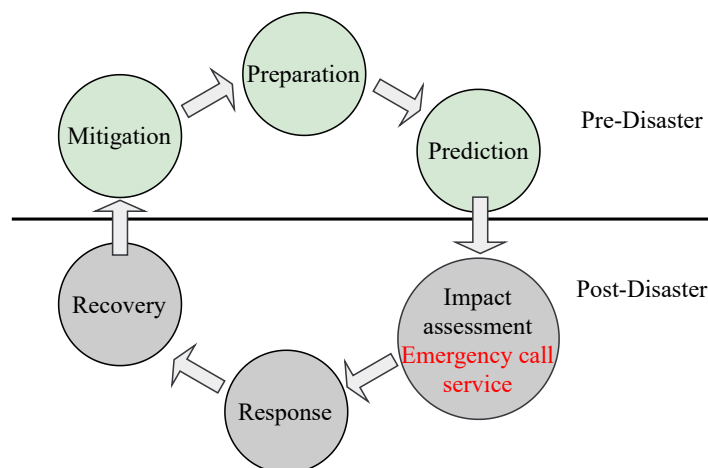 Preparation
Pre-Disaster
Mitigation
Prediction
Post-Disaster
Recovery
Impact
assessment
Emergency call
service
Response